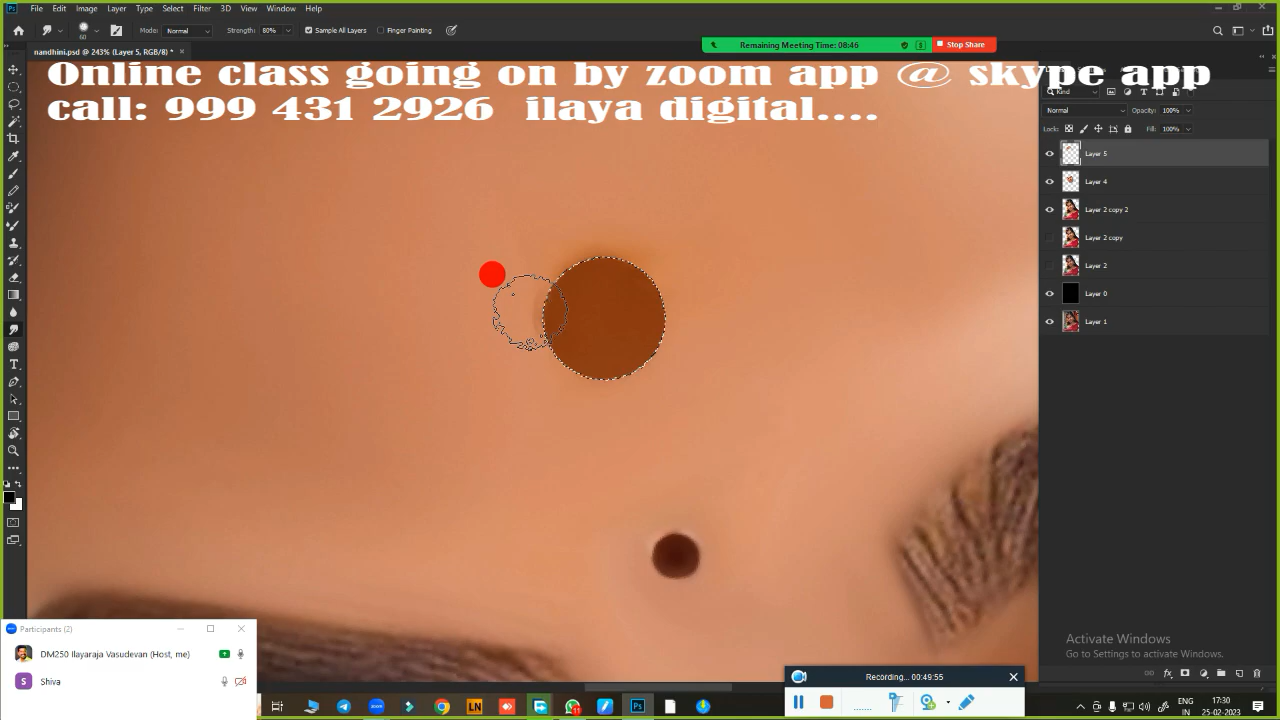 File Edit Image Layer Type Select Filter 3D View Window Help
60 Mode: Normal Strength: 80% Sample All Layers Finger Painting
nandhini.psd @ 243% (Layer 5, RGB/8) * ×
Remaining Meeting Time: 08:46 Stop Share
Online class going on by zoom app @ skype app
call: 999 431 2926 ilaya digital....
Kind
Normal Opacity: 100%
Lock: Fill: 100%
Layer 5
Layer 4
Layer 2 copy 2
Layer 2 copy
Layer 2
Layer 0
Layer 1
Participants (2)
DM250 Ilayaraja Vasudevan (Host, me)
S Shiva
Activate Windows
Go to Settings to activate Windows.
Recording... 00:49:55
ENG
IN
17:30
25-02-2023